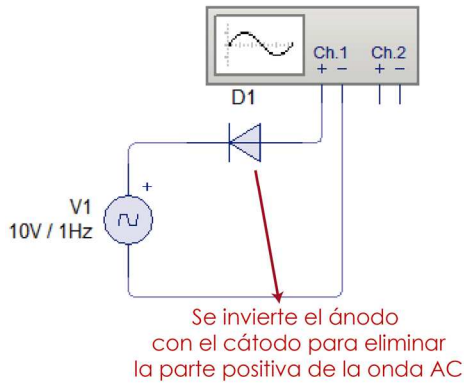 Ch.1 Ch.2
+ − + −
D1
+
V1
10V / 1Hz
Se invierte el ánodo
con el cátodo para eliminar
la parte positiva de la onda AC